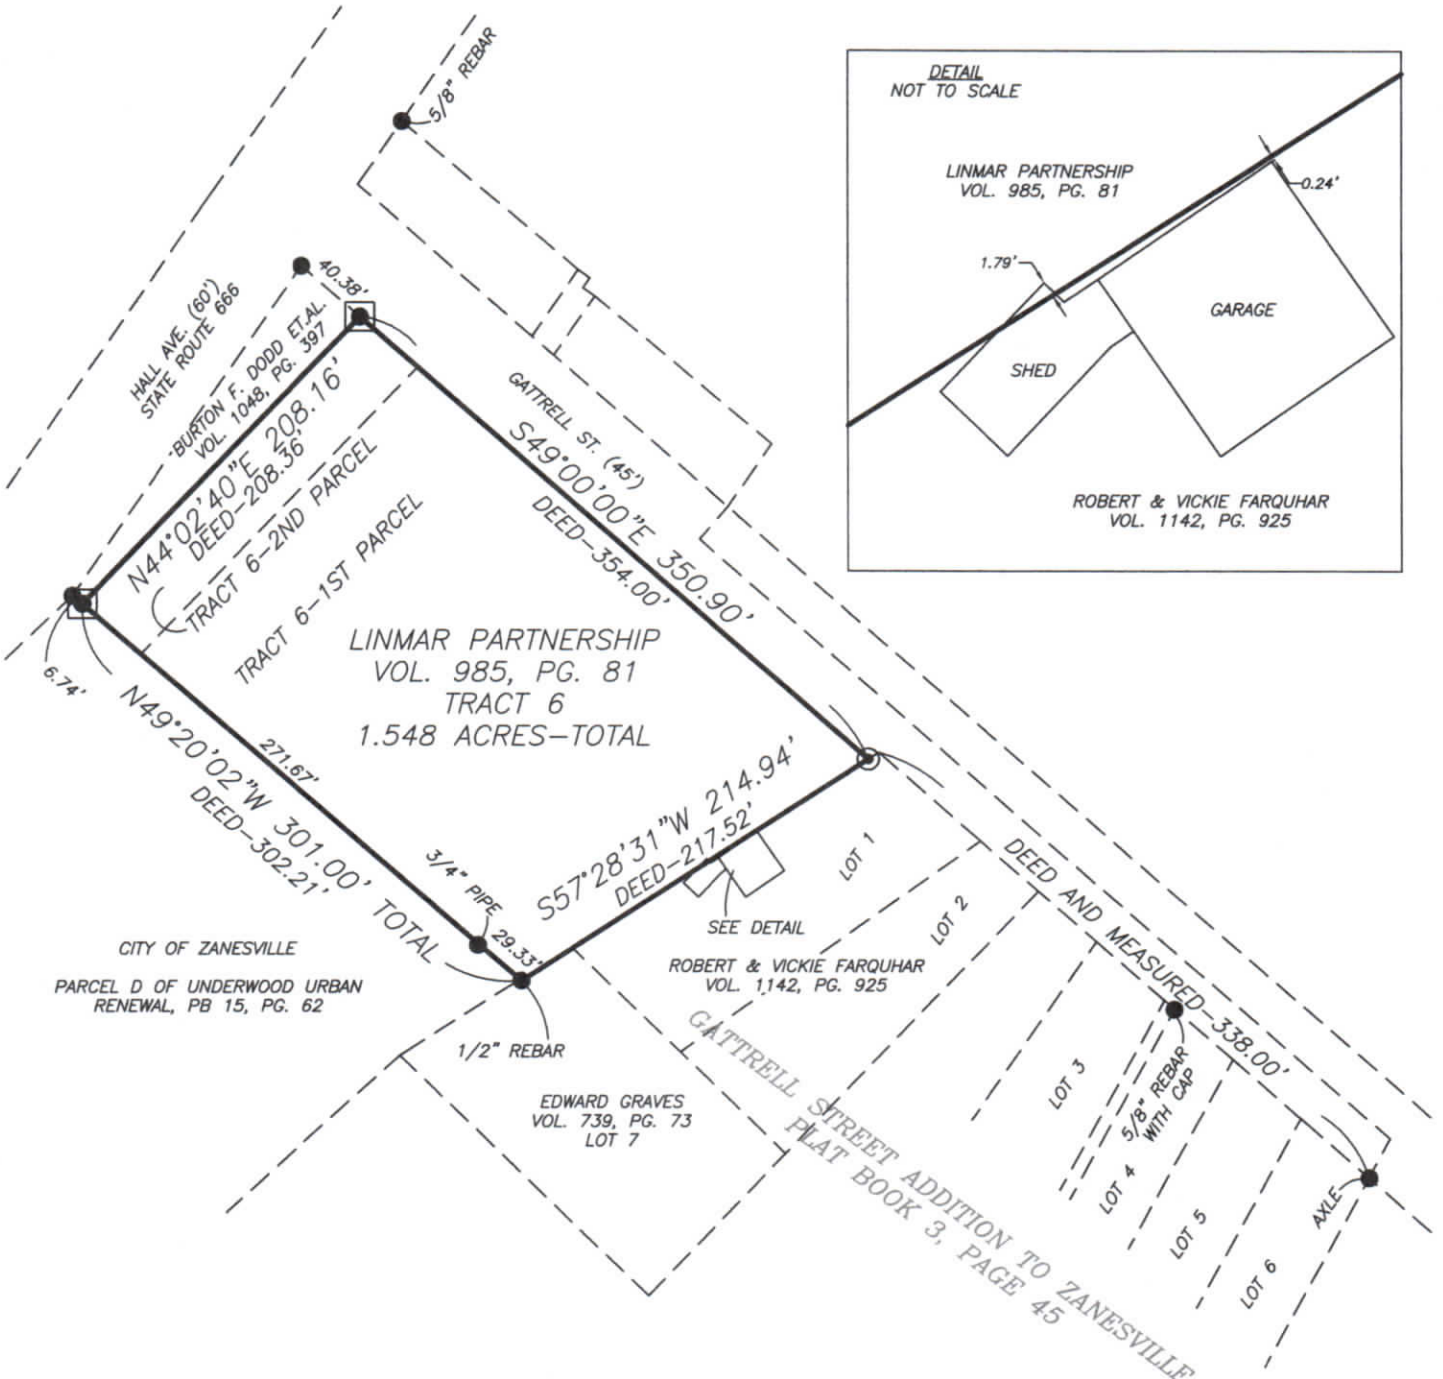 5/8" REBAR
DETAIL
NOT TO SCALE
LINMAR PARTNERSHIP
VOL. 985, PG. 81
0.24'
1.79'
GARAGE
SHED
ROBERT & VICKIE FARQUHAR
VOL. 1142, PG. 925
40.38'
HALL AVE. (60')
STATE ROUTE 666
BURTON F. DODD ET.AL.
VOL. 1048, PG. 397
N44°02'40"E 208.16'
DEED-208.36'
TRACT 6-2ND PARCEL
TRACT 6-1ST PARCEL
GATTRELL ST. (45')
S49°00'00"E 350.90'
DEED-354.00'
LINMAR PARTNERSHIP
VOL. 985, PG. 81
TRACT 6
1.548 ACRES-TOTAL
6.74'
N49°20'02"W 301.00' TOTAL
271.67'
DEED-302.21'
3/4" PIPE
29.33'
S57°28'31"W 214.94'
DEED-217.52'
SEE DETAIL
ROBERT & VICKIE FARQUHAR
VOL. 1142, PG. 925
CITY OF ZANESVILLE
PARCEL D OF UNDERWOOD URBAN
RENEWAL, PB 15, PG. 62
1/2" REBAR
EDWARD GRAVES
VOL. 739, PG. 73
LOT 7
LOT 1
LOT 2
DEED AND MEASURED-338.00'
LOT 3
5/8" REBAR
WITH CAP
LOT 4
LOT 5
LOT 6
AXLE
GATTRELL STREET ADDITION TO ZANESVILLE
PLAT BOOK 3, PAGE 45